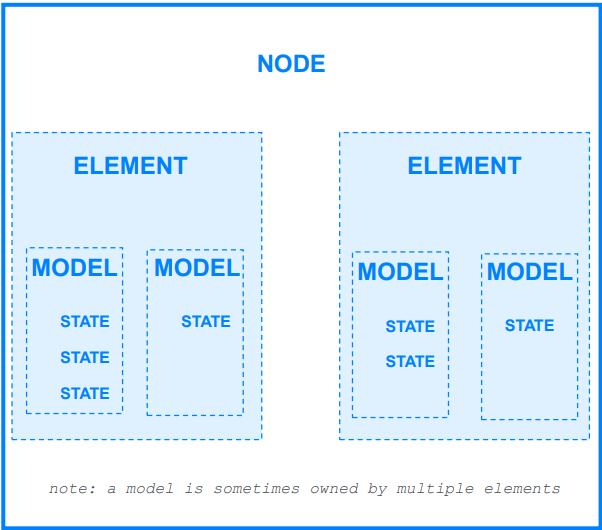 NODE
ELEMENT
MODEL
STATE
STATE
STATE
MODEL
STATE
ELEMENT
MODEL
STATE
STATE
MODEL
STATE
note: a model is sometimes owned by multiple elements